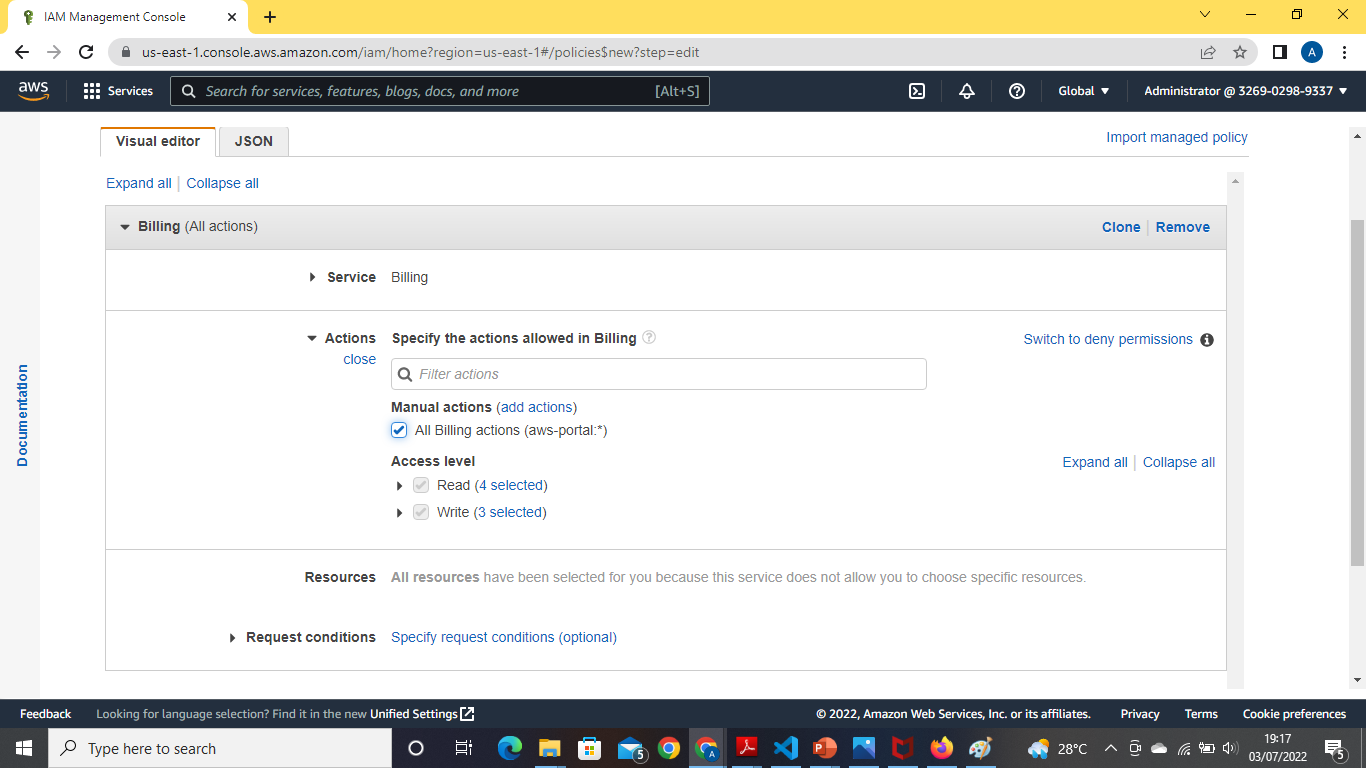 IAM Management Console
us-east-1.console.aws.amazon.com/iam/home?region=us-east-1#/policies$new?step=edit
A
aws
Services
Search for services, features, blogs, docs, and more
[Alt+S]
Global
Administrator @ 3269-0298-9337
Visual editor
JSON
Import managed policy
Expand all | Collapse all
Billing (All actions)
Clone | Remove
Service Billing
Actions Specify the actions allowed in Billing
Switch to deny permissions
close
Filter actions
Manual actions (add actions)
All Billing actions (aws-portal:*)
Access level
Expand all | Collapse all
Read (4 selected)
Write (3 selected)
Resources All resources have been selected for you because this service does not allow you to choose specific resources.
Request conditions Specify request conditions (optional)
Documentation
Feedback
Looking for language selection? Find it in the new Unified Settings
© 2022, Amazon Web Services, Inc. or its affiliates.
Privacy
Terms
Cookie preferences
Type here to search
5
A
28°C
19:17
03/07/2022
5